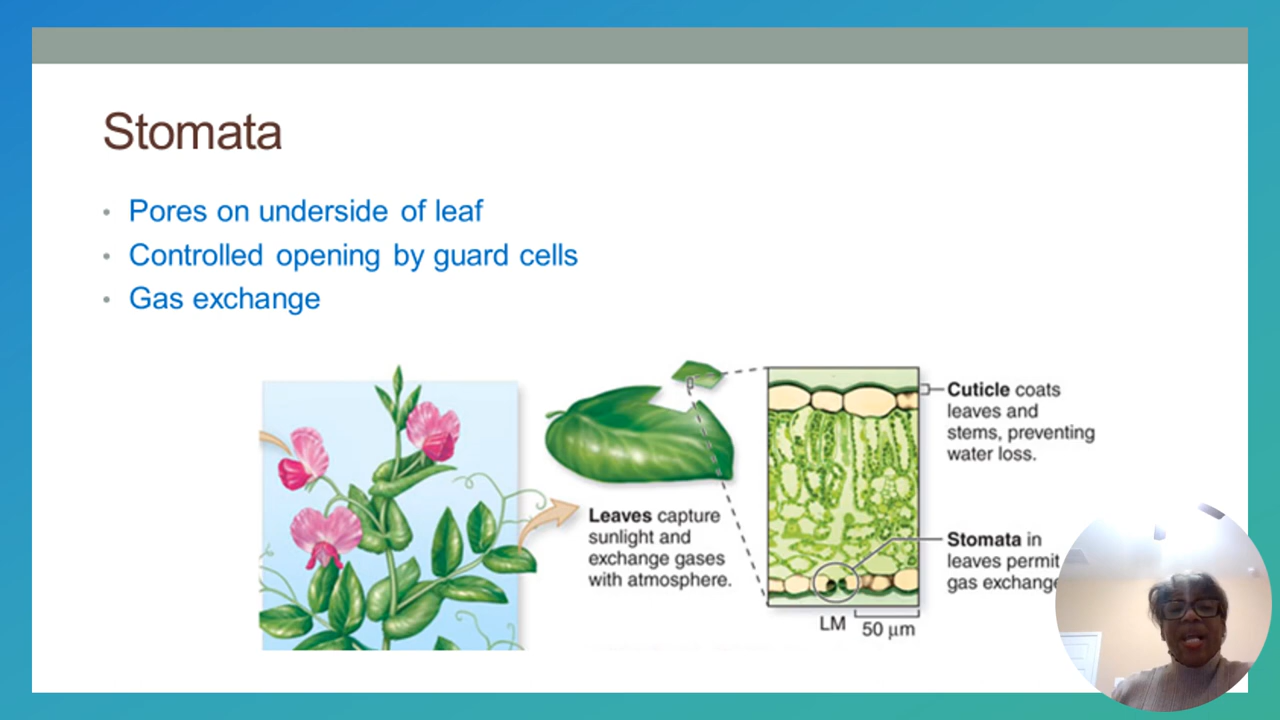 Stomata
• Pores on underside of leaf
• Controlled opening by guard cells
• Gas exchange
Leaves capture
sunlight and
exchange gases
with atmosphere.
Cuticle coats
leaves and
stems, preventing
water loss.
Stomata in
leaves permit
gas exchange
LM
50 μm